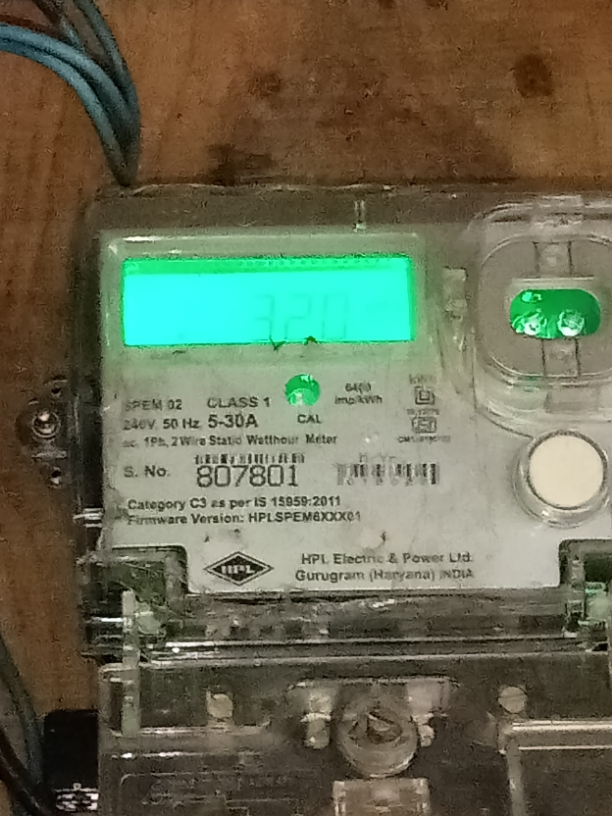 SPEM 02 CLASS 1
6400
imp/kWh
240V, 50 Hz, 5-30A CAL
ac. 1Ph, 2 Wire Static Watthour Meter
S. No. 807801
Category C3 as per IS 15959:2011
Firmware Version: HPLSPEM6XXX01
HPL
HPL Electric & Power Ltd.
Gurugram (Haryana) INDIA